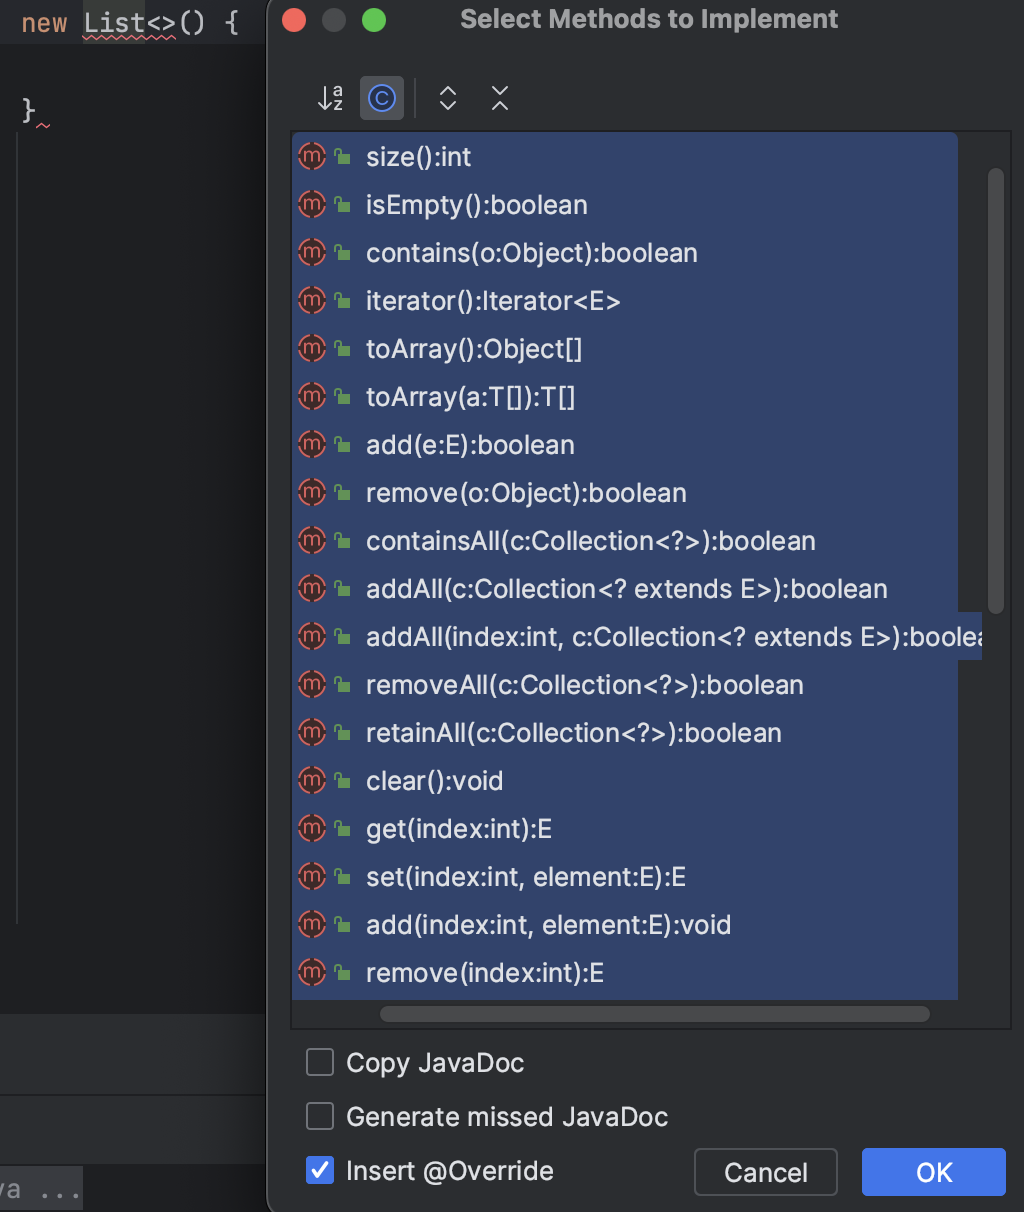 new List<>() {
}
Select Methods to Implement
size():int
isEmpty():boolean
contains(o:Object):boolean
iterator():Iterator<E>
toArray():Object[]
toArray(a:T[]):T[]
add(e:E):boolean
remove(o:Object):boolean
containsAll(c:Collection<?>):boolean
addAll(c:Collection<? extends E>):boolean
addAll(index:int, c:Collection<? extends E>):boolea
removeAll(c:Collection<?>):boolean
retainAll(c:Collection<?>):boolean
clear():void
get(index:int):E
set(index:int, element:E):E
add(index:int, element:E):void
remove(index:int):E
Copy JavaDoc
Generate missed JavaDoc
Insert @Override
Cancel
OK
va ...